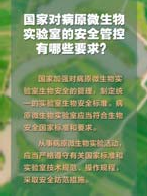 国家对病原微生物
实验室的安全管控
有哪些要求？
国家加强对病原微生物实
验室生物安全的管理，制定统
一的实验室生物安全标准。病
原微生物实验室应当符合生物
安全国家标准和要求。
从事病原微生物实验活动，
应当严格遵守有关国家标准和
实验室技术规范、操作规程，
采取安全防范措施。